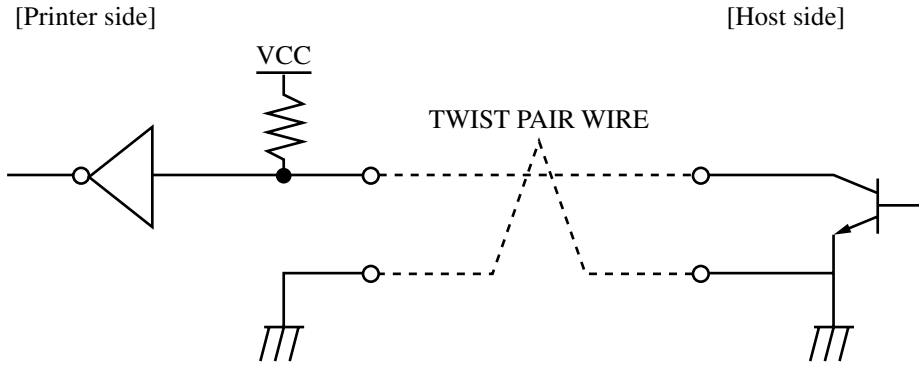 [Printer side]
[Host side]
VCC
TWIST PAIR WIRE